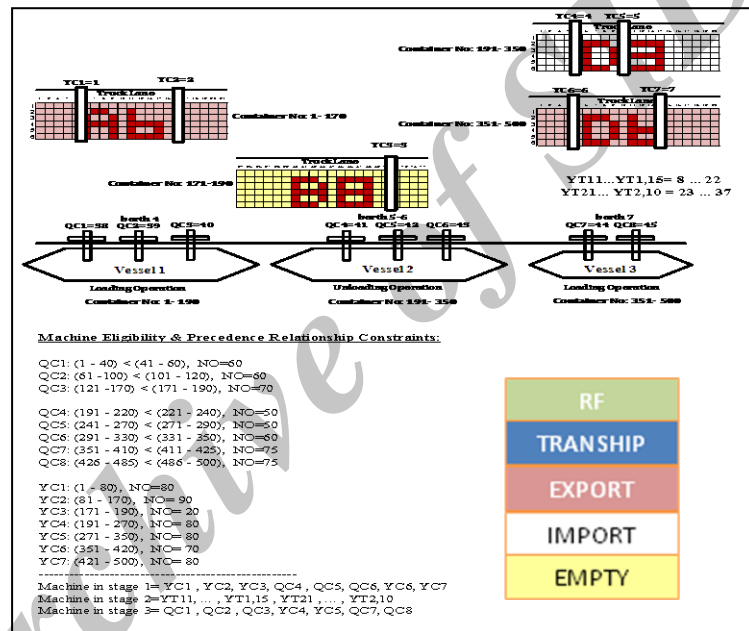 YC4=4 YC5=5
Container No: 191- 350
YC1=1 YC2=2
Truck Lane
Container No: 1- 170
YC6=6 YC7=7
Truck Lane
Container No: 351- 500
YC3=3
Truck Lane
Container No: 171-190
YT11...YT1,15= 8 ... 22
YT21... YT2,10 = 23 ... 37
berth 4 berth 5-6 berth 7
QC1=38 QC2=39 QC3=40 QC4=41 QC5=42 QC6=43 QC7=44 QC8=45
Vessel 1 Vessel 2 Vessel 3
Loading Operation Unloading Operation Loading Operation
Container No: 1- 190 Container No: 191- 350 Container No: 351- 500
Machine Eligibility & Precedence Relationship Constraints:
QC1: (1 - 40) < (41 - 60), NO=60
QC2: (61 -100) < (101 - 120), NO=60
QC3: (121 -170) < (171 - 190), NO=70
QC4: (191 - 220) < (221 - 240), NO=50
QC5: (241 - 270) < (271 - 290), NO=50
QC6: (291 - 330) < (331 - 350), NO=60
QC7: (351 - 410) < (411 - 425), NO=75
QC8: (426 - 485) < (486 - 500), NO=75
YC1: (1 - 80), NO=80
YC2: (81 - 170), NO= 90
YC3: (171 - 190), NO= 20
YC4: (191 - 270), NO= 80
YC5: (271 - 350), NO= 80
YC6: (351 - 420), NO= 70
YC7: (421 - 500), NO= 80
Machine in stage 1= YC1 , YC2, YC3, QC4 , QC5, QC6, YC6, YC7
Machine in stage 2=YT11, ... , YT1,15 , YT21 , ... , YT2,10
Machine in stage 3= QC1 , QC2 , QC3, YC4, YC5, QC7, QC8
RF
TRANSHIP
EXPORT
IMPORT
EMPTY
Archive of